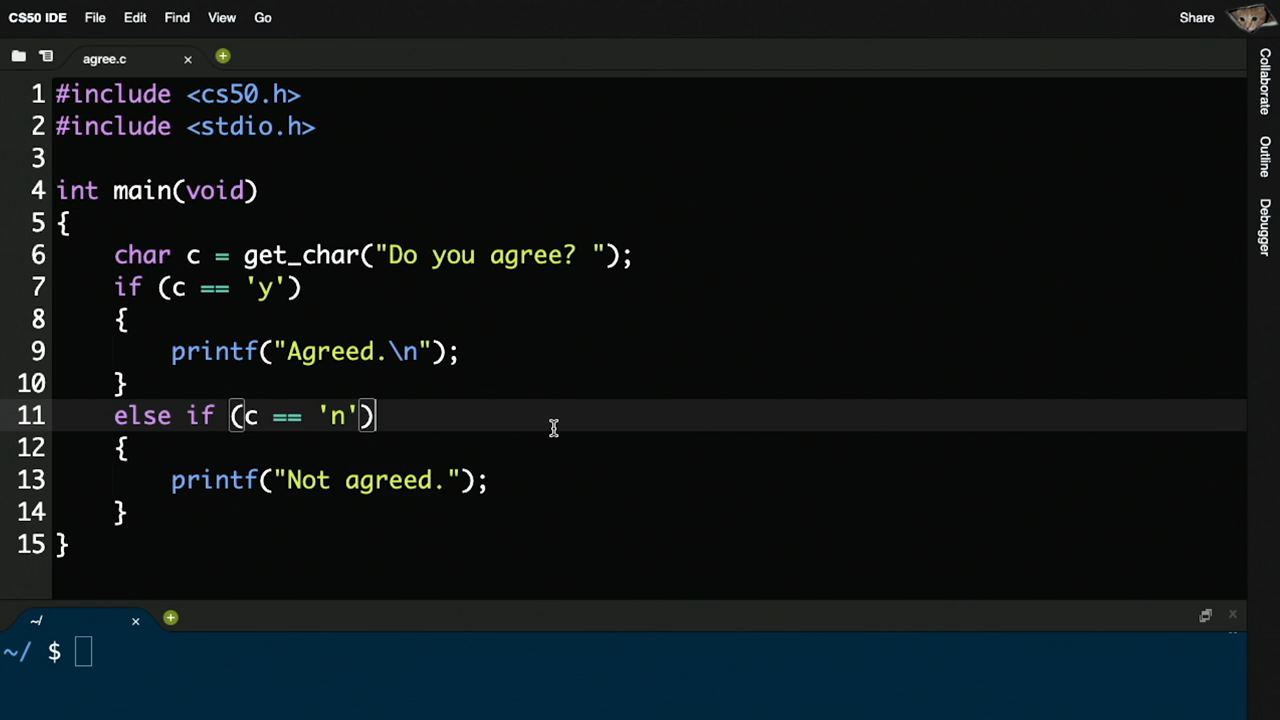 CS50 IDE File Edit Find View Go Share
agree.c
1 #include <cs50.h>
2 #include <stdio.h>
3
4 int main(void)
5 {
6     char c = get_char("Do you agree? ");
7     if (c == 'y')
8     {
9         printf("Agreed.\n");
10     }
11     else if (c == 'n')
12     {
13         printf("Not agreed.");
14     }
15 }
~/
~/ $
Collaborate
Outline
Debugger